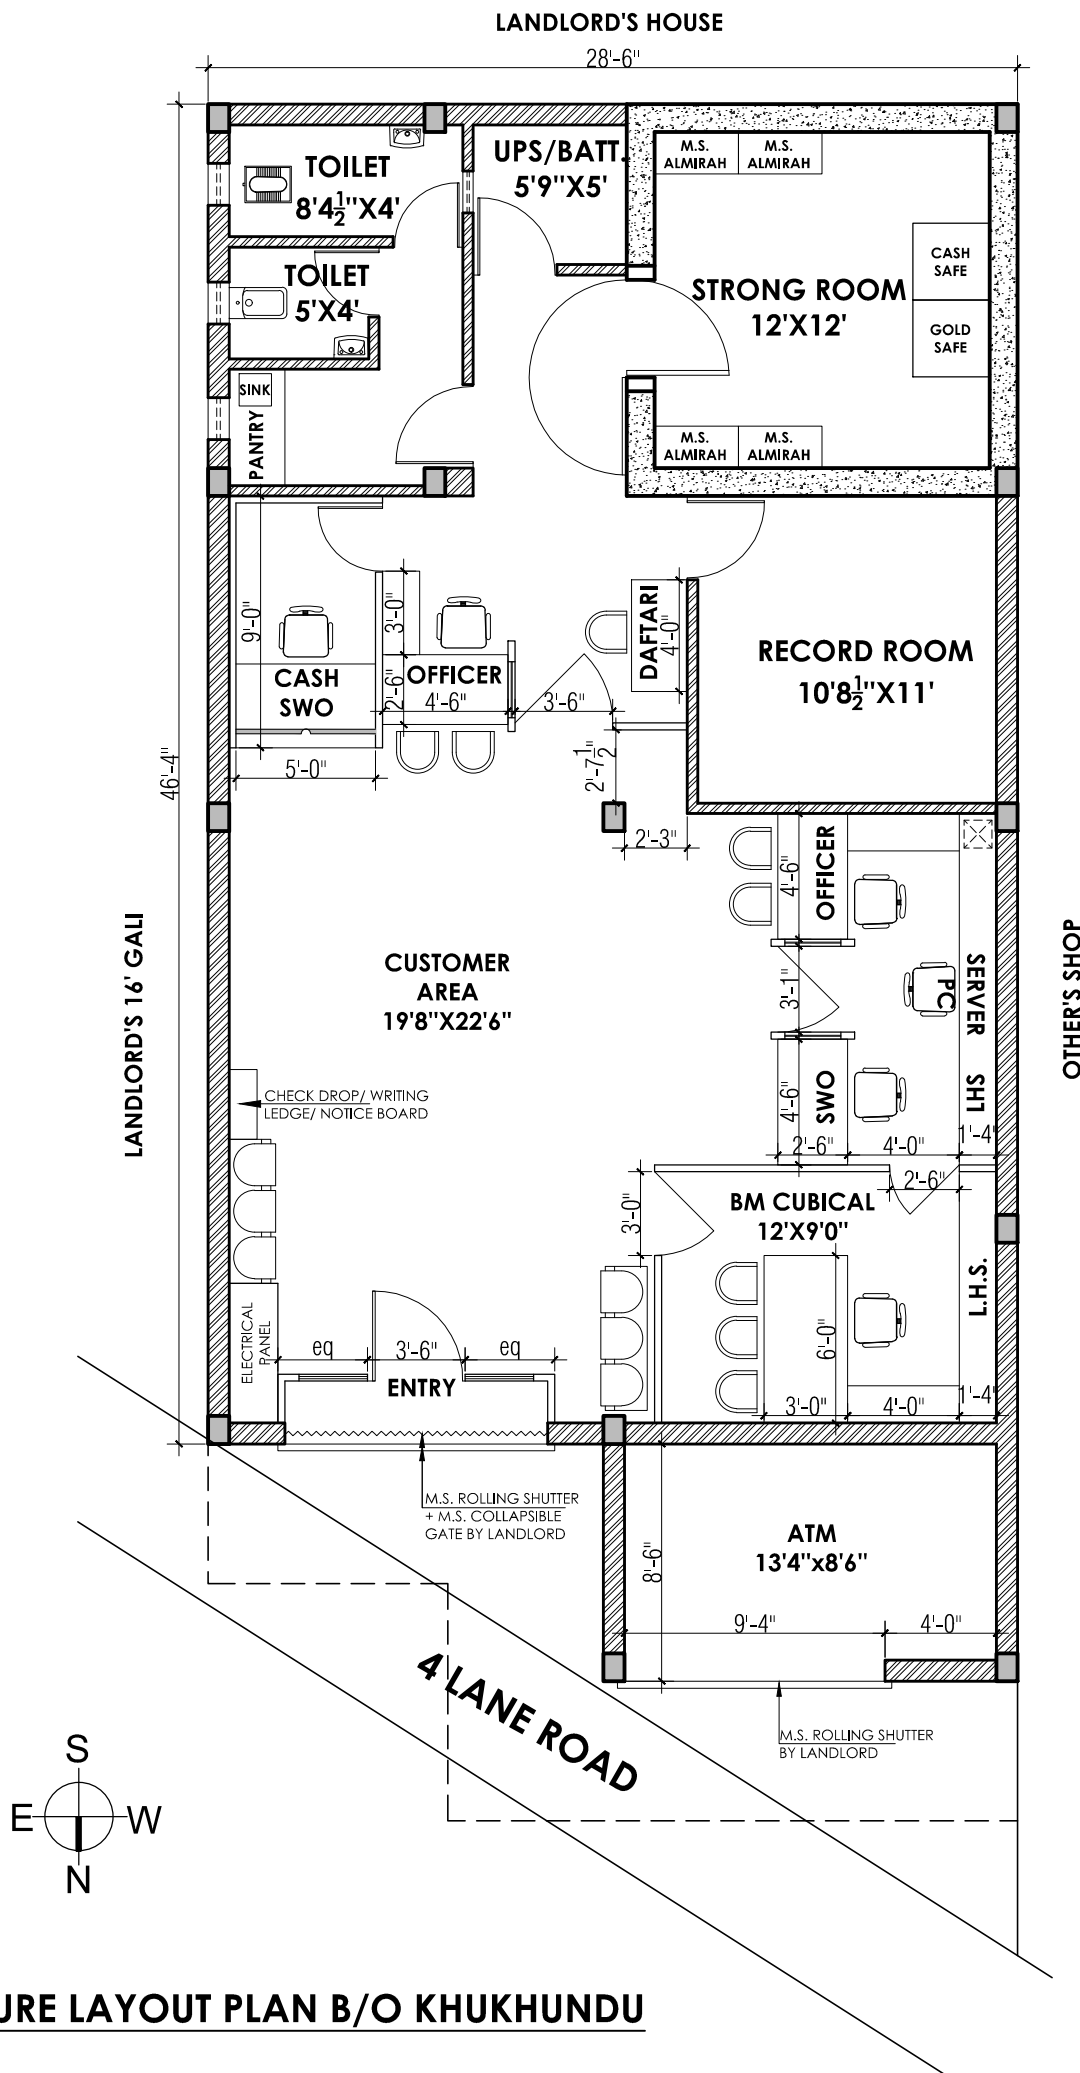 LANDLORD'S HOUSE
28'-6"
TOILET
8'4½"X4'
UPS/BATT.
5'9"X5'
M.S.
ALMIRAH
M.S.
ALMIRAH
CASH
SAFE
TOILET
5'X4'
STRONG ROOM
12'X12'
GOLD
SAFE
SINK
PANTRY
M.S.
ALMIRAH
M.S.
ALMIRAH
9'-0"
3'-0"
DAFTARI
4'-0"
RECORD ROOM
10'8½"X11'
CASH
SWO
OFFICER
2'-6"
4'-6"
3'-6"
5'-0"
2'-7½"
46'-4"
2'-3"
4'-6"
OFFICER
LANDLORD'S 16' GALI
OTHER'S SHOP
CUSTOMER
AREA
19'8"X22'6"
3'-1"
PC
SERVER
CHECK DROP/ WRITING
LEDGE/ NOTICE BOARD
4'-6"
SWO
LHS
2'-6"
4'-0"
1'-4"
2'-6"
3'-0"
BM CUBICAL
12'X9'0"
L.H.S.
ELECTRICAL
PANEL
eq
3'-6"
eq
6'-0"
ENTRY
3'-0"
4'-0"
1'-4"
M.S. ROLLING SHUTTER
+ M.S. COLLAPSIBLE
GATE BY LANDLORD
ATM
13'4"x8'6"
8'-6"
9'-4"
4'-0"
4 LANE ROAD
M.S. ROLLING SHUTTER
BY LANDLORD
S
E
W
N
URE LAYOUT PLAN B/O KHUKHUNDU